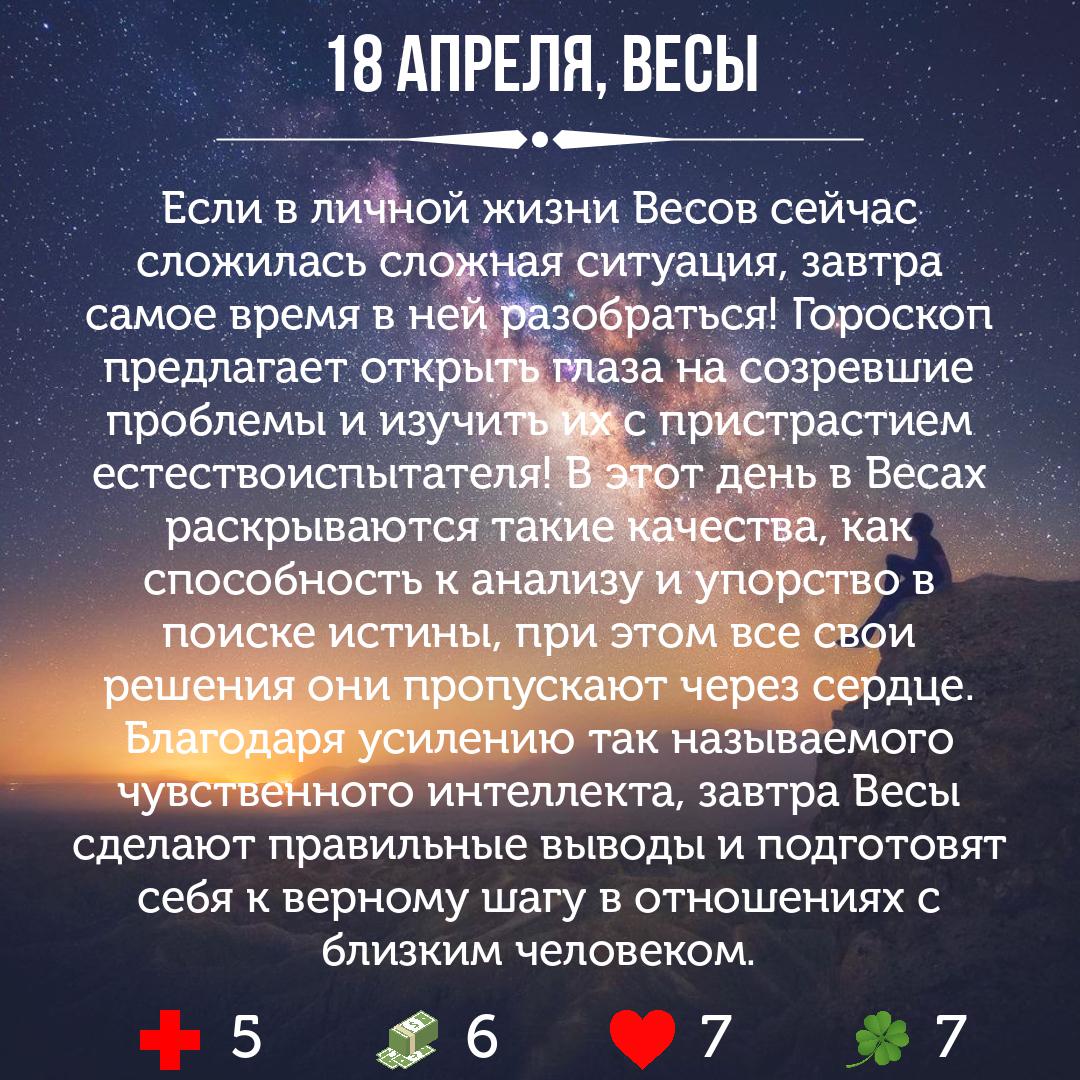 18 АПРЕЛЯ, ВЕСЫ
Если в личной жизни Весов сейчас
сложилась сложная ситуация, завтра
самое время в ней разобраться! Гороскоп
предлагает открыть глаза на созревшие
проблемы и изучить их с пристрастием
естествоиспытателя! В этот день в Весах
раскрываются такие качества, как
способность к анализу и упорство в
поиске истины, при этом все свои
решения они пропускают через сердце.
Благодаря усилению так называемого
чувственного интеллекта, завтра Весы
сделают правильные выводы и подготовят
себя к верному шагу в отношениях с
близким человеком.
5 6 7 7